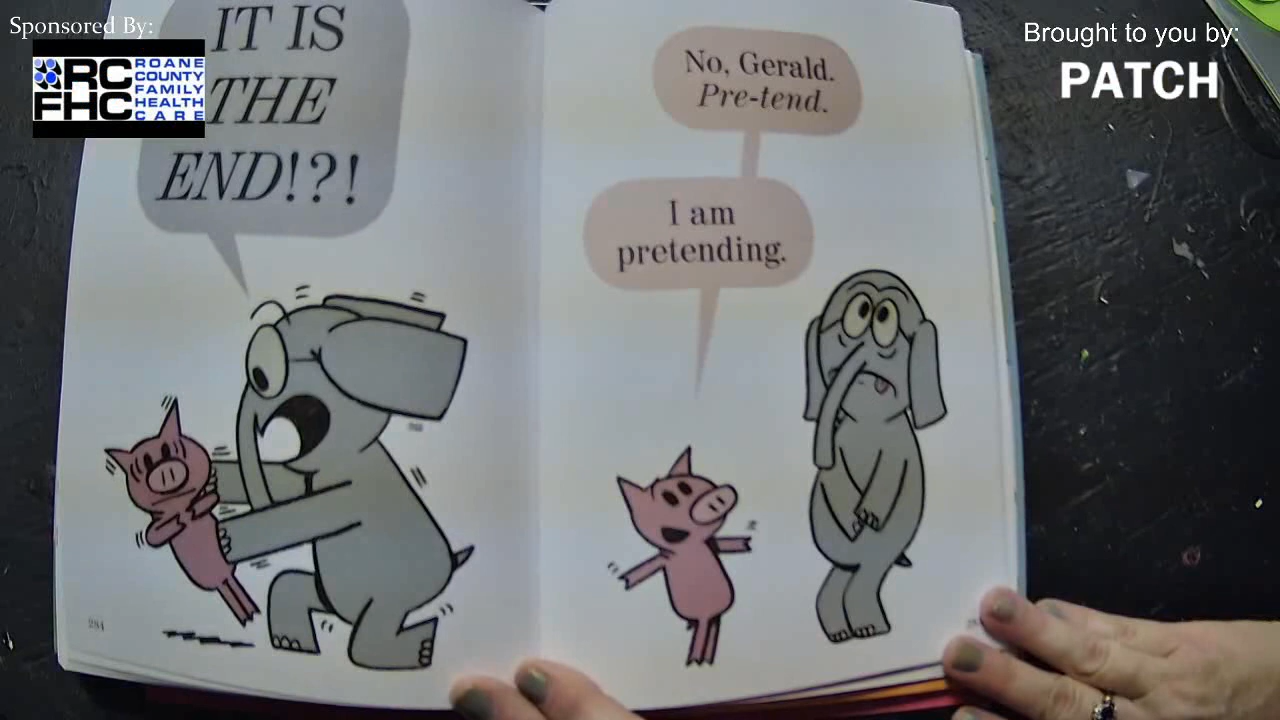 Sponsored By:
RC
FHC
ROANE
COUNTY
FAMILY
HEALTH
CARE
Brought to you by:
PATCH
IT IS
THE
END!?!
No, Gerald.
Pre-tend.
I am
pretending.
284